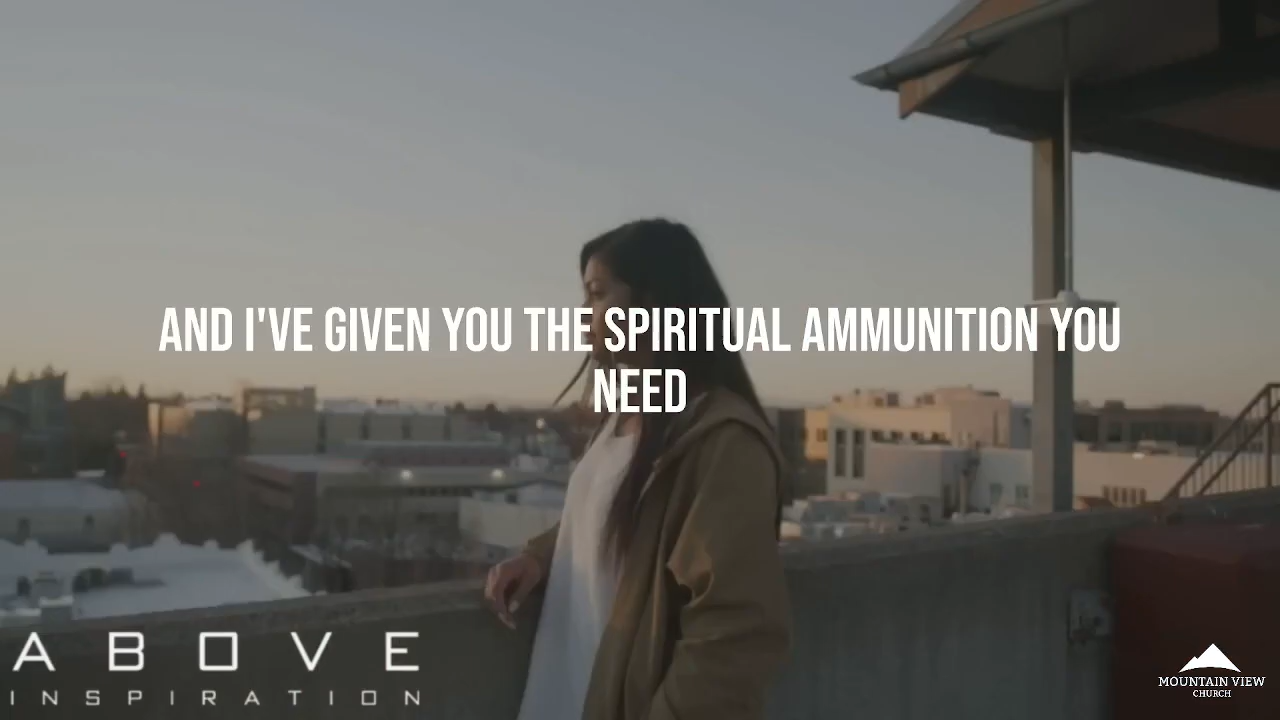 AND I'VE GIVEN YOU THE SPIRITUAL AMMUNITION YOU
NEED
ABOVE
INSPIRATION
MOUNTAIN VIEW
CHURCH